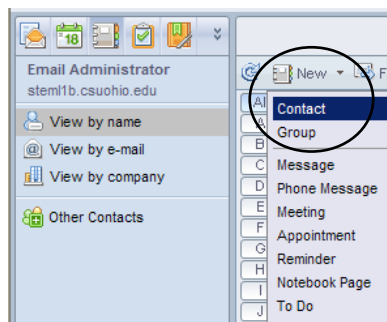 18
Email Administrator
steml1b.csuohio.edu
View by name
View by e-mail
View by company
Other Contacts
New
F
Al
A
B
C
D
E
F
G
H
I
J
Contact
Group
Message
Phone Message
Meeting
Appointment
Reminder
Notebook Page
To Do